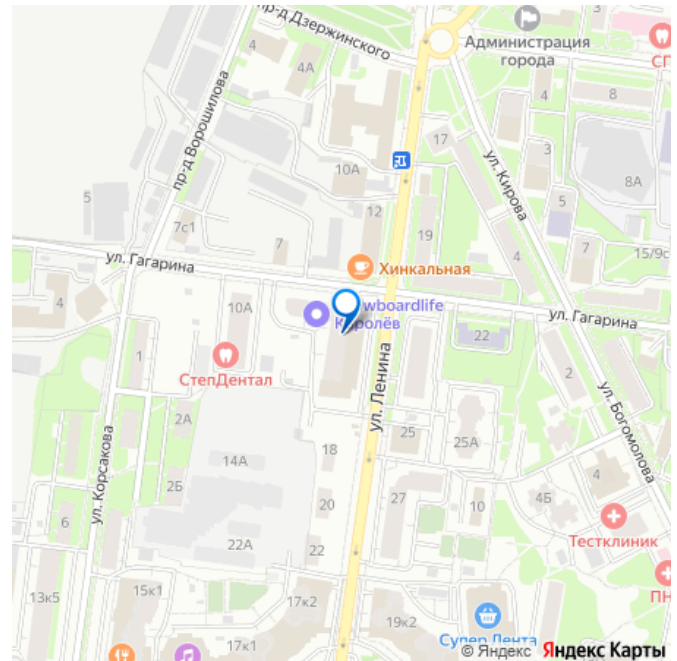 пр-д Дзержинского
Администрация
города
4
4А
СП
4
8
17
пр-д Ворошилова
ул. Кирова
3
10А
8А
5
5
7с1
7
12
19
4
7
15/9с
ул. Гагарина
Хинкальная
4
10А
wboardlife
Королёв
ул. Гагарина
22
1
СтепДентал
2
ул. Ленина
2А
25
25А
ул. Богомолова
ул. Корсакова
18
14А
2Б
27
4Б
4
10
6
20
Тестклиник
22А
22
13к5
15к1
17к2
19к2
ПН
17к1
Супер Лента
© Яндекс Яндекс Карты